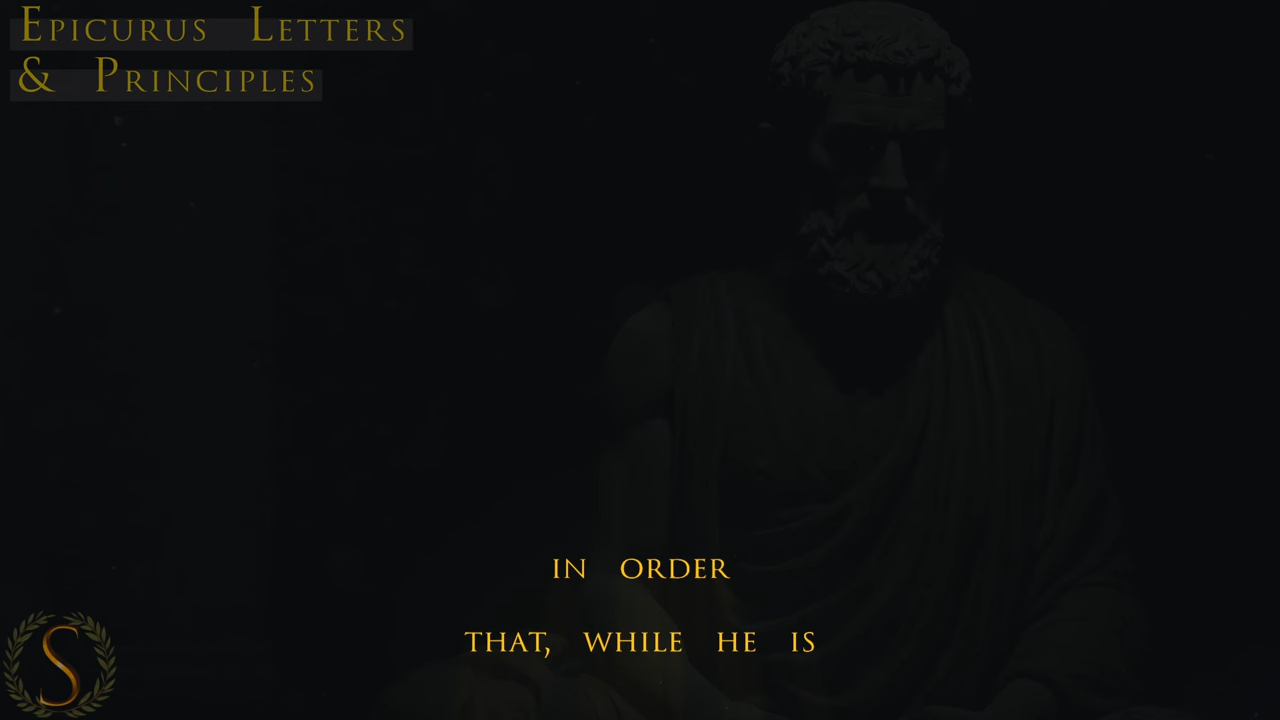 Epicurus Letters
& Principles
IN ORDER
THAT, WHILE HE IS
S